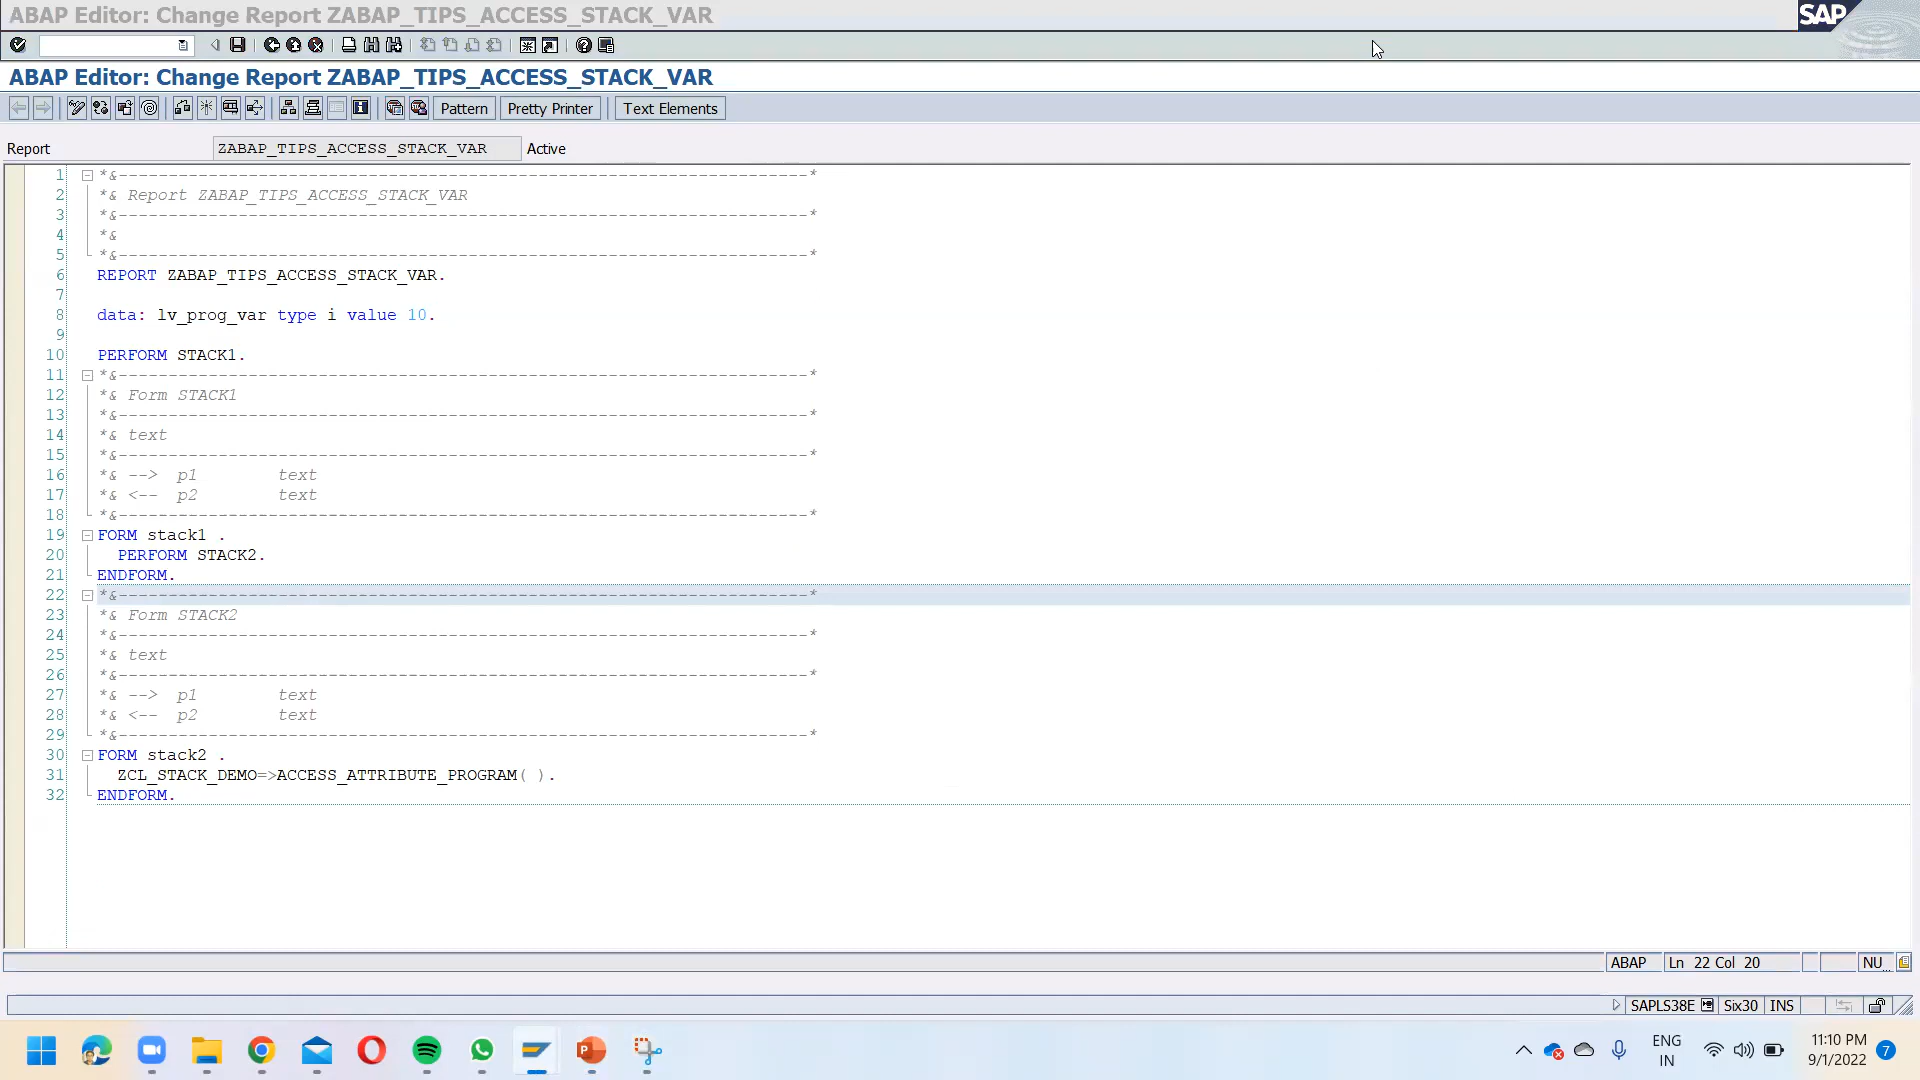 ABAP Editor: Change Report ZABAP_TIPS_ACCESS_STACK_VAR
SAP
ABAP Editor: Change Report ZABAP_TIPS_ACCESS_STACK_VAR
Pattern Pretty Printer Text Elements
Report ZABAP_TIPS_ACCESS_STACK_VAR Active
1 *&---------------------------------------------------------------------*
2 *& Report ZABAP_TIPS_ACCESS_STACK_VAR
3 *&---------------------------------------------------------------------*
4 *&
5 *&---------------------------------------------------------------------*
6 REPORT ZABAP_TIPS_ACCESS_STACK_VAR.
7
8 data: lv_prog_var type i value 10.
9
10 PERFORM STACK1.
11 *&---------------------------------------------------------------------*
12 *& Form STACK1
13 *&---------------------------------------------------------------------*
14 *& text
15 *&---------------------------------------------------------------------*
16 *& --> p1 text
17 *& <-- p2 text
18 *&---------------------------------------------------------------------*
19 FORM stack1 .
20 PERFORM STACK2.
21 ENDFORM.
22 *&---------------------------------------------------------------------*
23 *& Form STACK2
24 *&---------------------------------------------------------------------*
25 *& text
26 *&---------------------------------------------------------------------*
27 *& --> p1 text
28 *& <-- p2 text
29 *&---------------------------------------------------------------------*
30 FORM stack2 .
31 ZCL_STACK_DEMO=>ACCESS_ATTRIBUTE_PROGRAM( ).
32 ENDFORM.
ABAP Ln 22 Col 20 NU...
SAPLS38E Six30 INS
ENG
IN
11:10 PM
9/1/2022
7